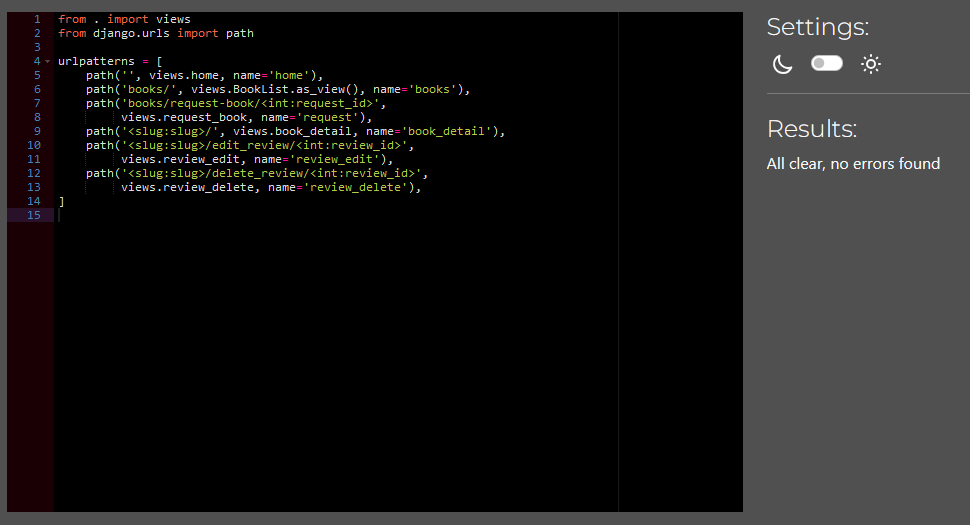 1 from . import views
2 from django.urls import path
3
4 urlpatterns = [
5     path('', views.home, name='home'),
6     path('books/', views.BookList.as_view(), name='books'),
7     path('books/request-book/<int:request_id>',
8          views.request_book, name='request'),
9     path('<slug:slug>/', views.book_detail, name='book_detail'),
10     path('<slug:slug>/edit_review/<int:review_id>',
11          views.review_edit, name='review_edit'),
12     path('<slug:slug>/delete_review/<int:review_id>',
13          views.review_delete, name='review_delete'),
14 ]
15
Settings:
Results:
All clear, no errors found